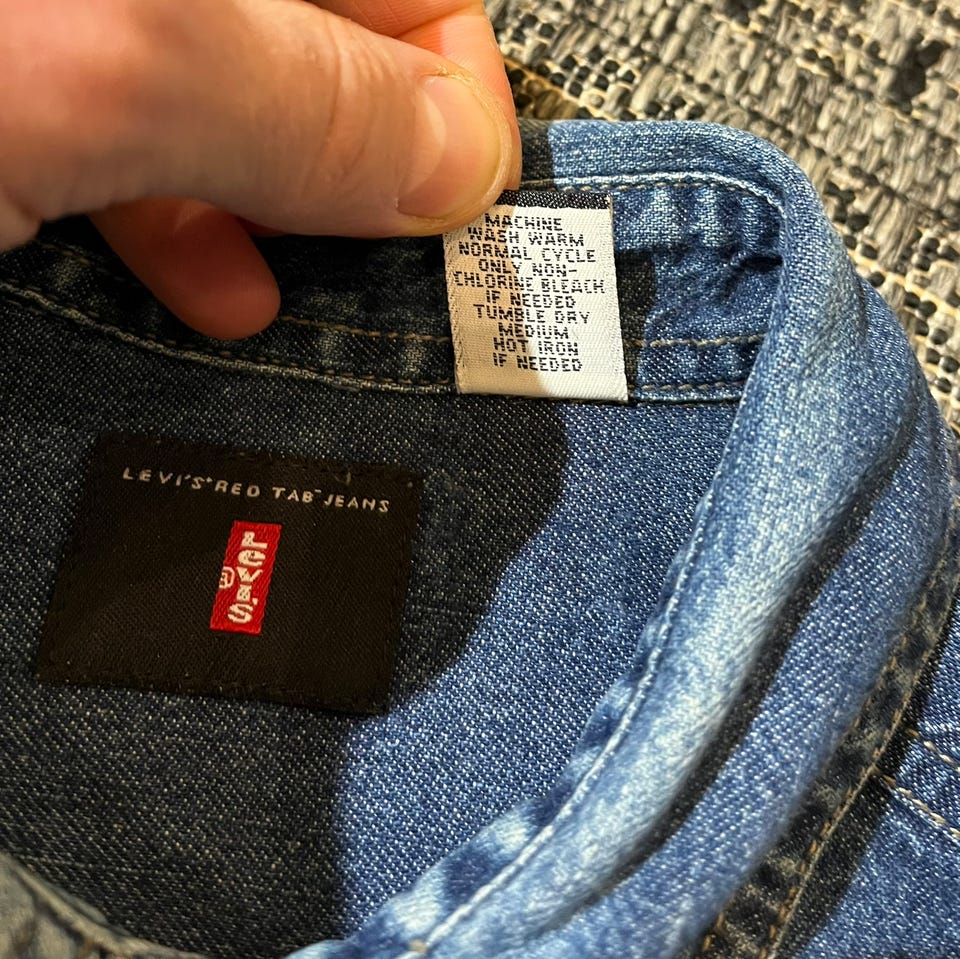 MACHINE
WASH WARM
NORMAL CYCLE
ONLY NON-
CHLORINE BLEACH
IF NEEDED
TUMBLE DRY
MEDIUM
HOT IRON
IF NEEDED
LEVI'S® RED TAB™ JEANS
LEVI'S ®